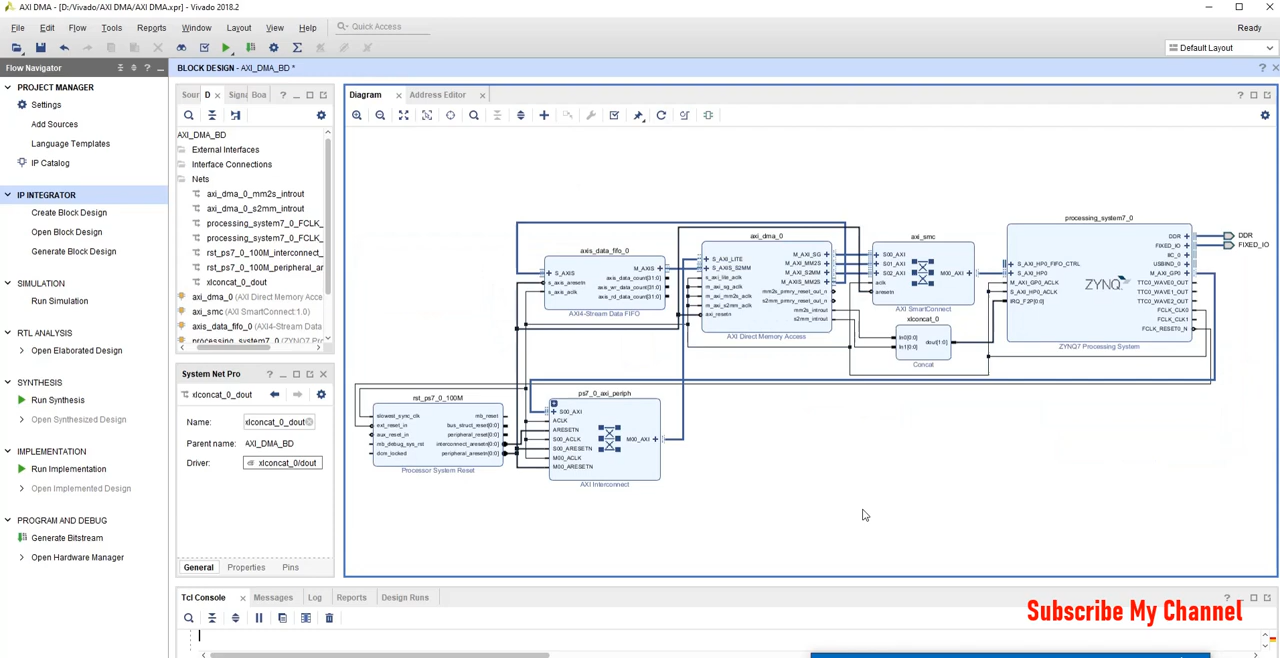 AXI DMA - [D:/Vivado/AXI DMA/AXI DMA.xpr] - Vivado 2018.2
File Edit Flow Tools Reports Window Layout View Help Quick Access
Ready
Default Layout
Flow Navigator
BLOCK DESIGN - AXI_DMA_BD *
PROJECT MANAGER
Settings
Add Sources
Language Templates
IP Catalog
IP INTEGRATOR
Create Block Design
Open Block Design
Generate Block Design
SIMULATION
Run Simulation
RTL ANALYSIS
Open Elaborated Design
SYNTHESIS
Run Synthesis
Open Synthesized Design
IMPLEMENTATION
Run Implementation
Open Implemented Design
PROGRAM AND DEBUG
Generate Bitstream
Open Hardware Manager
Sour D Signa Boa
AXI_DMA_BD
External Interfaces
Interface Connections
Nets
axi_dma_0_mm2s_introut
axi_dma_0_s2mm_introut
processing_system7_0_FCLK_
processing_system7_0_FCLK_
rst_ps7_0_100M_interconnect_
rst_ps7_0_100M_peripheral_ar
xlconcat_0_dout
axi_dma_0 (AXI Direct Memory Acce
axi_smc (AXI SmartConnect
axis_data_fifo_0 (AXI4-Stream Data
processing_system7_0 (ZYNQ7
System Net Pro
xlconcat_0_dout
Name: xlconcat_0_dout
Parent name: AXI_DMA_BD
Driver: xlconcat_0/dout
General Properties Pins
Diagram Address Editor
axis_data_fifo_0
S_AXIS
s_axis_aresetn
s_axis_aclk
M_AXIS
axis_data_count[31:0]
axis_wr_data_count[31:0]
axis_rd_data_count[31:0]
AXI4-Stream Data FIFO
axi_dma_0
S_AXI_LITE
S_AXIS_S2MM
s_axi_lite_aclk
m_axi_sg_aclk
m_axi_mm2s_aclk
m_axi_s2mm_aclk
axi_resetn
M_AXI_SG
M_AXI_MM2S
M_AXI_S2MM
M_AXIS_MM2S
mm2s_prmry_reset_out_n
s2mm_prmry_reset_out_n
mm2s_introut
s2mm_introut
AXI Direct Memory Access
axi_smc
S00_AXI
S01_AXI
S02_AXI
aclk
aresetn
M00_AXI
AXI SmartConnect
xlconcat_0
In0[0:0]
In1[0:0]
dout[1:0]
Concat
processing_system7_0
S_AXI_HP0_FIFO_CTRL
S_AXI_HP0
M_AXI_GP0_ACLK
S_AXI_HP0_ACLK
IRQ_F2P[0:0]
ZYNQ
DDR
FIXED_IO
IIC_0
USBIND_0
M_AXI_GP0
TTC0_WAVE0_OUT
TTC0_WAVE1_OUT
TTC0_WAVE2_OUT
FCLK_CLK0
FCLK_CLK1
FCLK_RESET0_N
ZYNQ7 Processing System
DDR
FIXED_IO
rst_ps7_0_100M
slowest_sync_clk
ext_reset_in
aux_reset_in
mb_debug_sys_rst
dcm_locked
mb_reset
bus_struct_reset[0:0]
peripheral_reset[0:0]
interconnect_aresetn[0:0]
peripheral_aresetn[0:0]
Processor System Reset
ps7_0_axi_periph
S00_AXI
ACLK
ARESETN
S00_ACLK
S00_ARESETN
M00_ACLK
M00_ARESETN
M00_AXI
AXI Interconnect
Tcl Console Messages Log Reports Design Runs
Subscribe My Channel